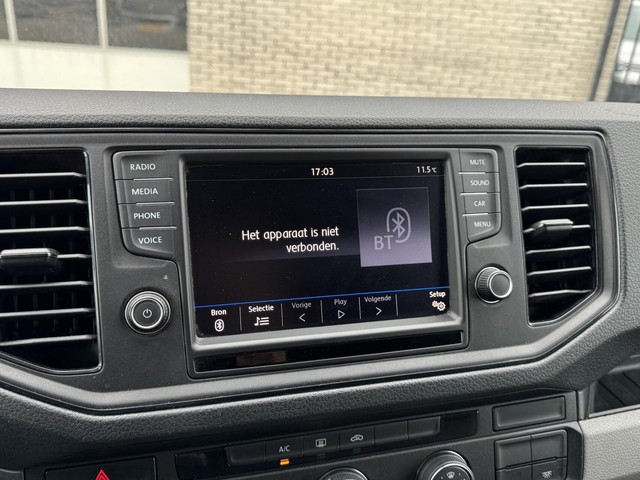 RADIO
MEDIA
PHONE
VOICE
17:03
11.5°C
Het apparaat is niet
verbonden.
BT
Bron
Selectie
Vorige
Play
Volgende
Setup
MUTE
SOUND
CAR
MENU
A/C